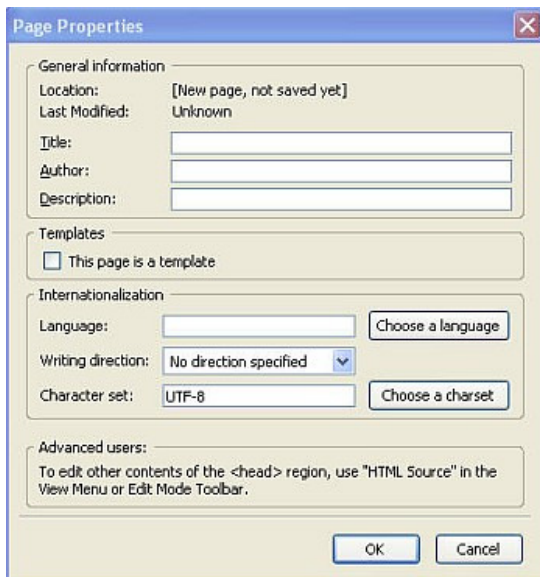 Page Properties
General information
Location: [New page, not saved yet]
Last Modified: Unknown
Title:
Author:
Description:
Templates
This page is a template
Internationalization
Language: Choose a language
Writing direction: No direction specified
Character set: UTF-8 Choose a charset
Advanced users:
To edit other contents of the <head> region, use "HTML Source" in the
View Menu or Edit Mode Toolbar.
OK Cancel